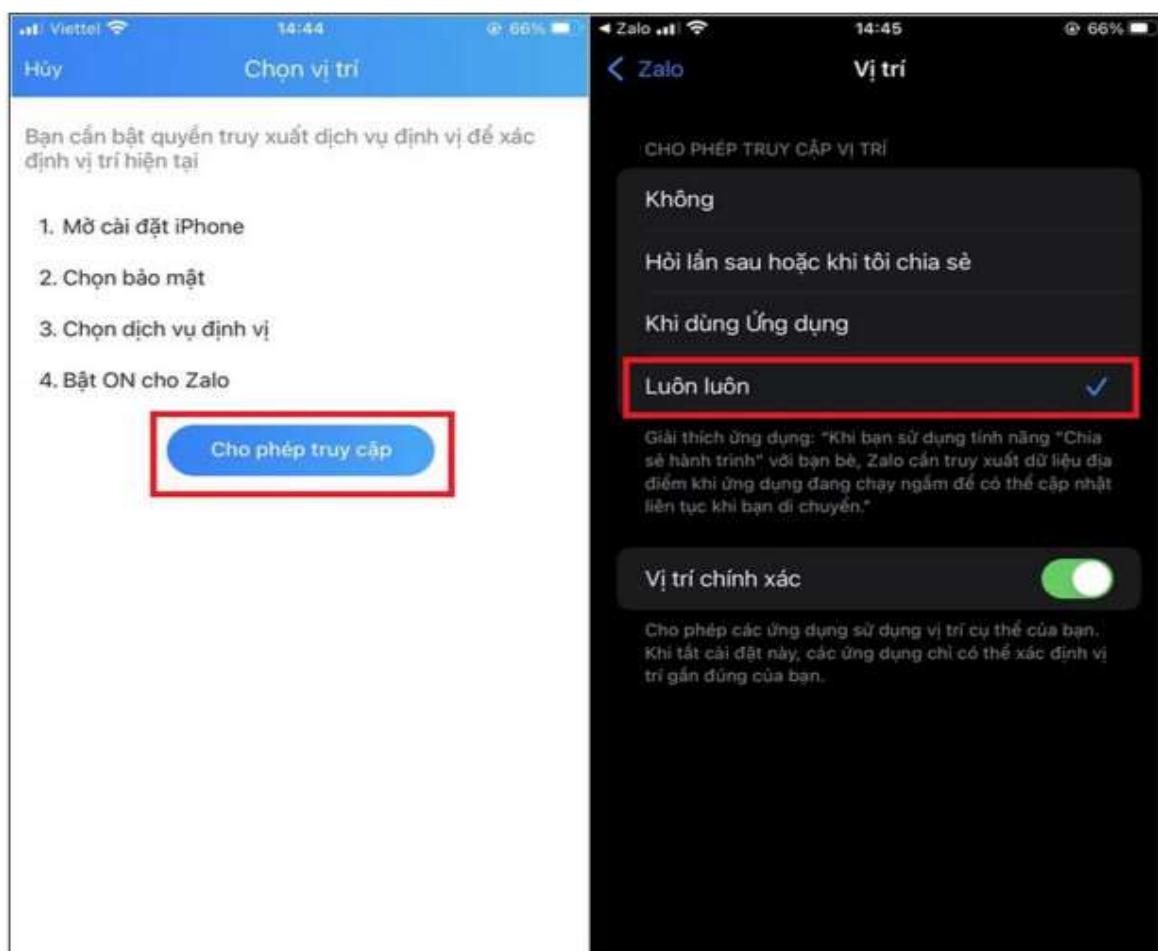 Viettel 14:44 66%
Hủy Chọn vị trí
Bạn cần bật quyền truy xuất dịch vụ định vị để xác
định vị trí hiện tại
1. Mở cài đặt iPhone
2. Chọn bảo mật
3. Chọn dịch vụ định vị
4. Bật ON cho Zalo
Cho phép truy cập
Zalo 14:45 66%
Zalo Vị trí
CHO PHÉP TRUY CẬP VỊ TRÍ
Không
Hỏi lần sau hoặc khi tôi chia sẻ
Khi dùng Ứng dụng
Luôn luôn
Giải thích ứng dụng: "Khi bạn sử dụng tính năng "Chia
sẻ hành trình" với bạn bè, Zalo cần truy xuất dữ liệu địa
điểm khi ứng dụng đang chạy ngầm để có thể cập nhật
liên tục khi bạn di chuyển."
Vị trí chính xác
Cho phép các ứng dụng sử dụng vị trí cụ thể của bạn.
Khi tắt cài đặt này, các ứng dụng chỉ có thể xác định vị
trí gần đúng của bạn.